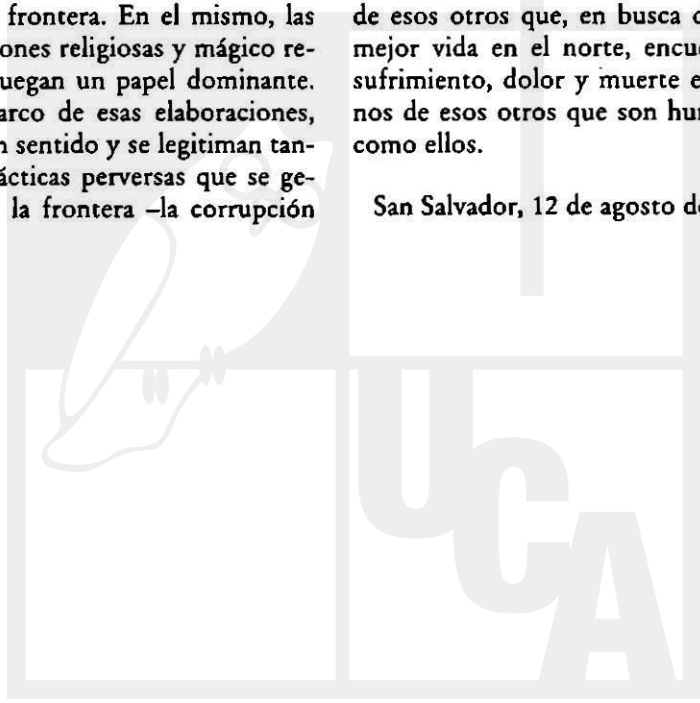 frontera. En el mismo, las
ones religiosas y mágico re-
uegan un papel dominante.
arco de esas elaboraciones,
n sentido y se legitiman tan-
ácticas perversas que se ge-
la frontera –la corrupción
de esos otros que, en busca
mejor vida en el norte, encu
sufrimiento, dolor y muerte e
nos de esos otros que son hu
como ellos.
San Salvador, 12 de agosto d
UCA